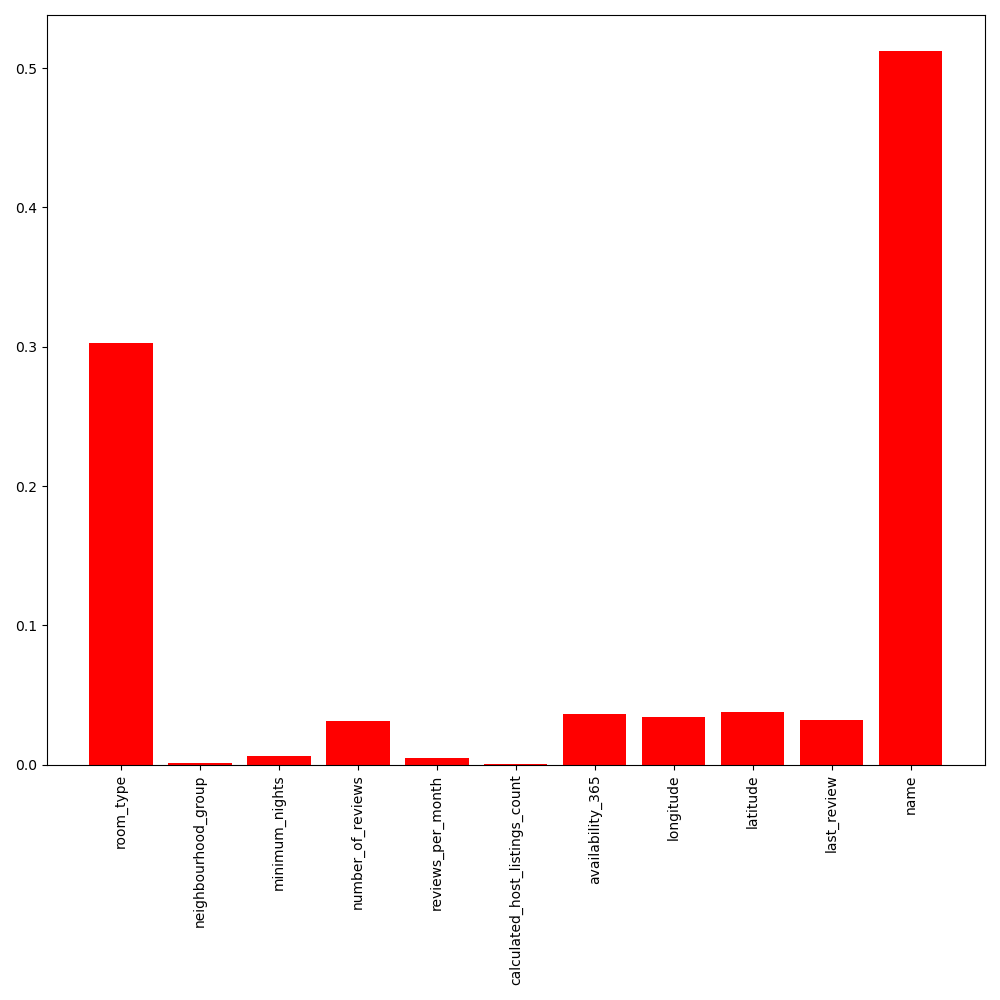 0.5
0.4
0.3
0.2
0.1
0.0
room_type
neighbourhood_group
minimum_nights
number_of_reviews
reviews_per_month
calculated_host_listings_count
availability_365
longitude
latitude
last_review
name